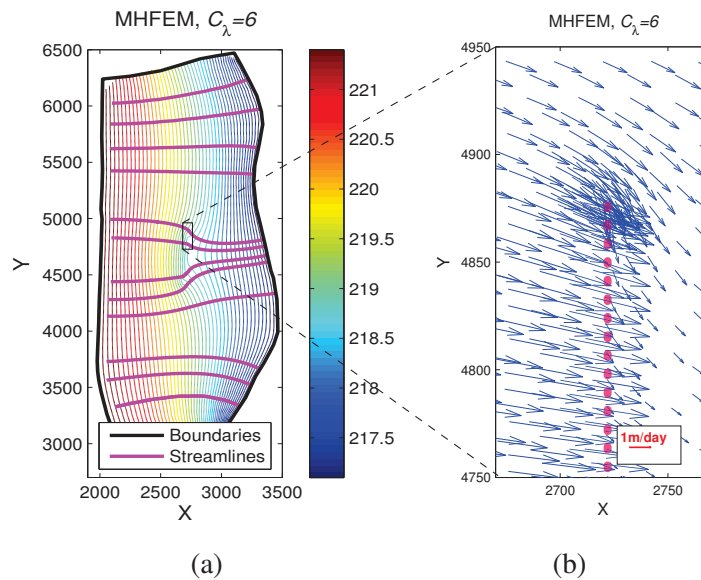 MHFEM, Cλ=6
6500
6000
5500
5000
4500
4000
3500
3000
Y
2000 2500 3000 3500
X
Boundaries
Streamlines
221
220.5
220
219.5
219
218.5
218
217.5
(a)
MHFEM, Cλ=6
4950
4900
4850
4800
4750
Y
2700 2750
X
1m/day
(b)